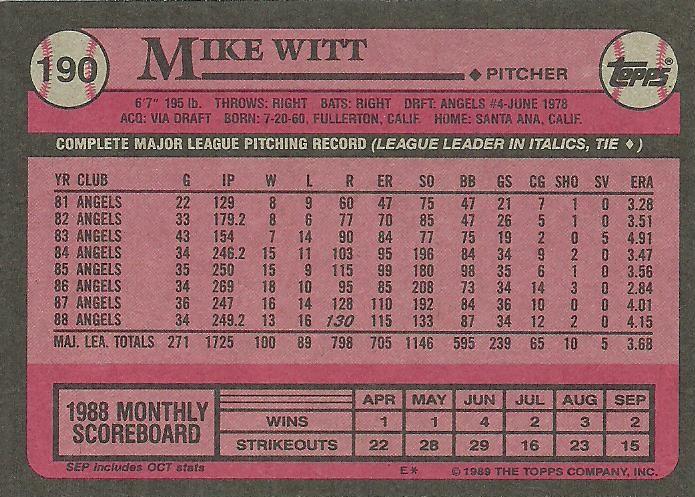 190
MIKE WITT
♦ PITCHER
TOPPS®
6'7" 195 lb. THROWS: RIGHT BATS: RIGHT DRFT: ANGELS #4-JUNE 1978
ACQ: VIA DRAFT BORN: 7-20-60, FULLERTON, CALIF. HOME: SANTA ANA, CALIF.
COMPLETE MAJOR LEAGUE PITCHING RECORD (LEAGUE LEADER IN ITALICS, TIE ♦)
YR CLUB G IP W L R ER SO BB GS CG SHO SV ERA
81 ANGELS 22 129 8 9 60 47 75 47 21 7 1 0 3.28
82 ANGELS 33 179.2 8 6 77 70 85 47 26 5 1 0 3.51
83 ANGELS 43 154 7 14 90 84 77 75 19 2 0 5 4.91
84 ANGELS 34 246.2 15 11 103 95 196 84 34 9 2 0 3.47
85 ANGELS 35 250 15 9 115 99 180 98 35 6 1 0 3.56
86 ANGELS 34 269 18 10 95 85 208 73 34 14 3 0 2.84
87 ANGELS 36 247 16 14 128 110 192 84 36 10 0 0 4.01
88 ANGELS 34 249.2 13 16 130 115 133 87 34 12 2 0 4.15
MAJ. LEA. TOTALS 271 1725 100 89 798 705 1146 595 239 65 10 5 3.68
1988 MONTHLY SCOREBOARD
APR MAY JUN JUL AUG SEP
WINS 1 1 4 2 3 2
STRIKEOUTS 22 28 29 16 23 15
SEP includes OCT stats
E* © 1989 THE TOPPS COMPANY, INC.